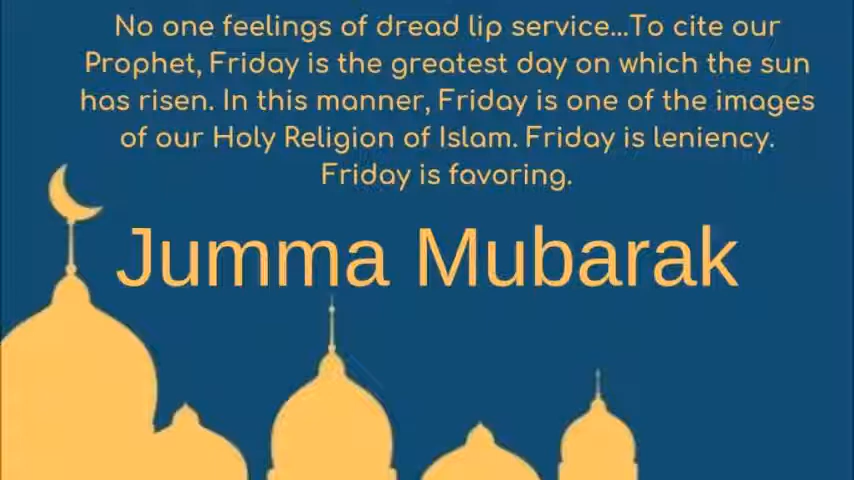 No one feelings of dread lip service...To cite our
Prophet, Friday is the greatest day on which the sun
has risen. In this manner, Friday is one of the images
of our Holy Religion of Islam. Friday is leniency.
Friday is favoring.
Jumma Mubarak